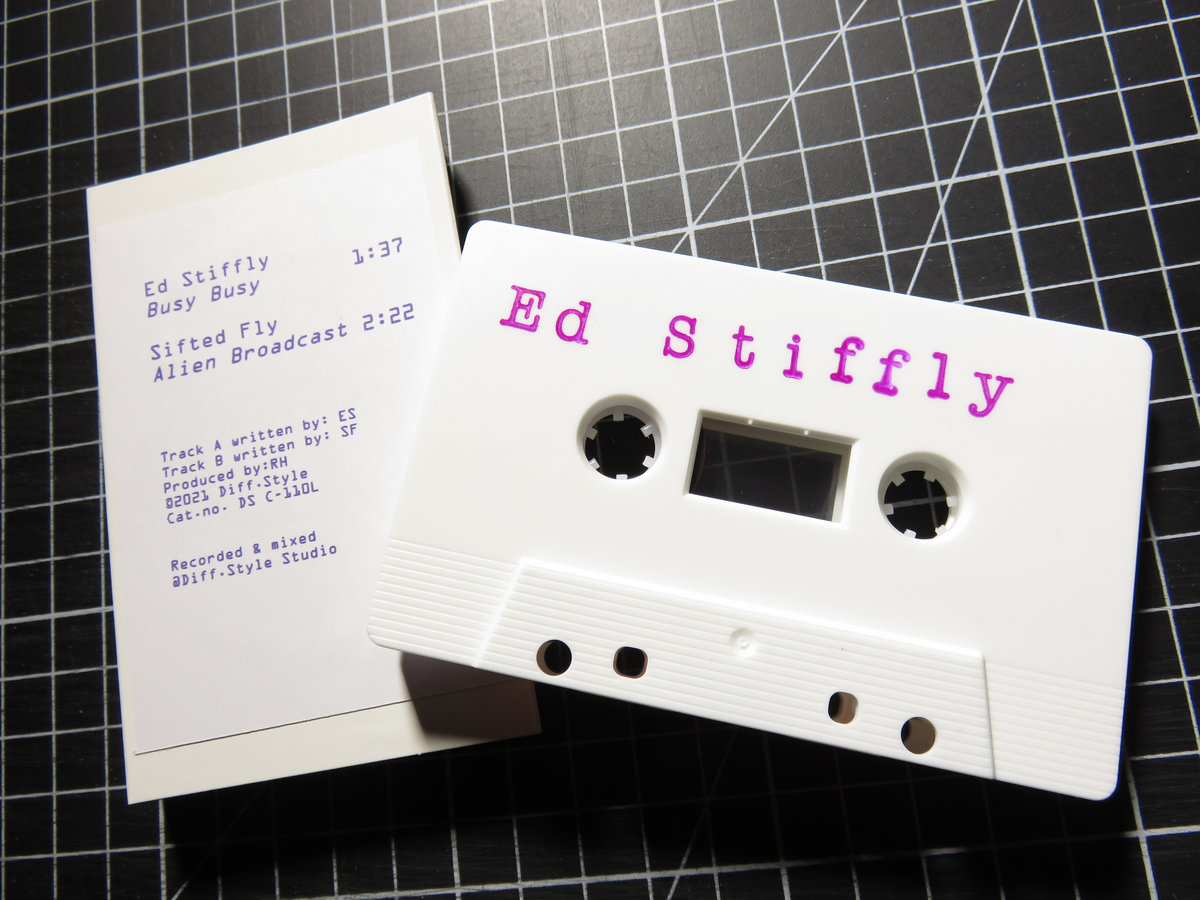 Ed Stiffly 1:37
Busy Busy
Sifted Fly
Alien Broadcast 2:22
Track A written by: ES
Track B written by: SF
Produced by:RH
@2021 Diff.Style
Cat.no. DS C-110L
Recorded & mixed
@Diff.Style Studio
Ed Stiffly